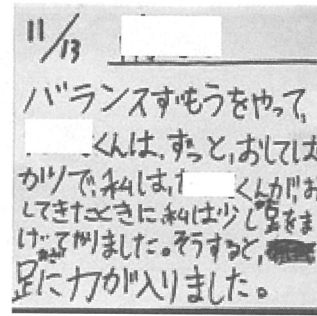 11/13
バランスずもうをやって、
くんは、ずっと、おしてば
かりで、私は、くんが、お
してきたときに私は少し足をま
げてやりました。そうすると、
足に力が入りました。